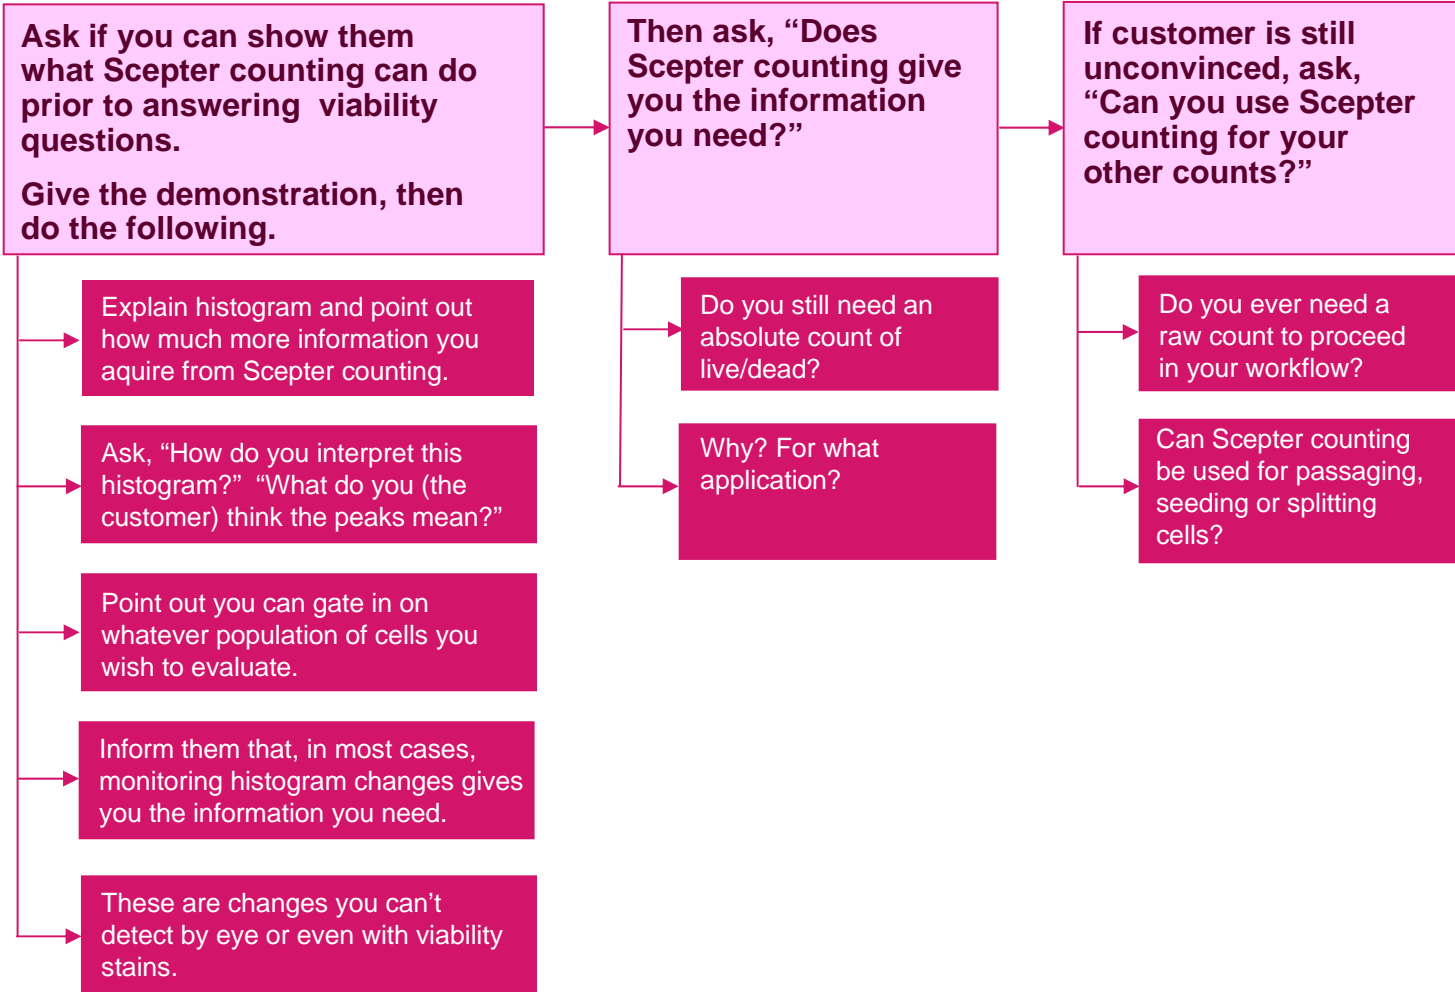 Ask if you can show them
what Scepter counting can do
prior to answering  viability
questions.
Give the demonstration, then
do the following.
Explain histogram and point out
how much more information you
aquire from Scepter counting.
Ask, “How do you interpret this
histogram?”  “What do you (the
customer) think the peaks mean?”
Point out you can gate in on
whatever population of cells you
wish to evaluate.
Inform them that, in most cases,
monitoring histogram changes gives
you the information you need.
These are changes you can’t
detect by eye or even with viability
stains.
Then ask, “Does
Scepter counting give
you the information
you need?”
Do you still need an
absolute count of
live/dead?
Why? For what
application?
If customer is still
unconvinced, ask,
“Can you use Scepter
counting for your
other counts?”
Do you ever need a
raw count to proceed
in your workflow?
Can Scepter counting
be used for passaging,
seeding or splitting
cells?